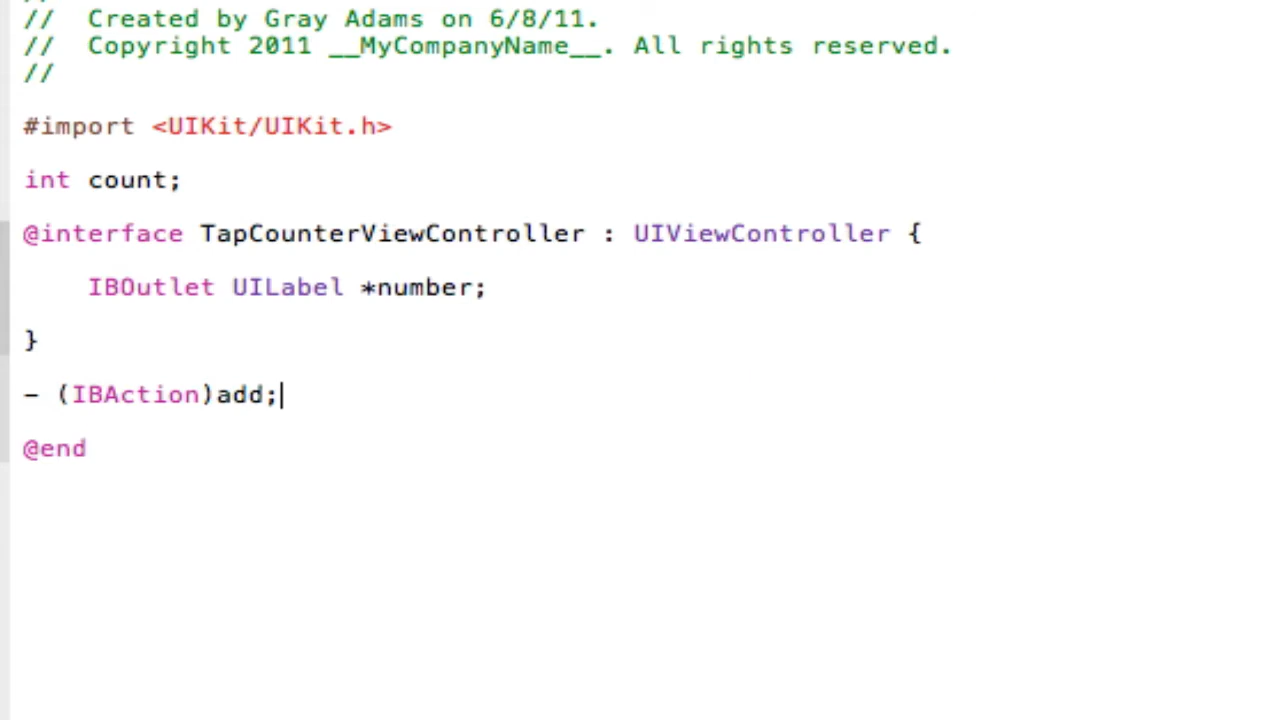 //
//  Created by Gray Adams on 6/8/11.
//  Copyright 2011 __MyCompanyName__. All rights reserved.
//
#import <UIKit/UIKit.h>
int count;
@interface TapCounterViewController : UIViewController {
    IBOutlet UILabel *number;
}
- (IBAction)add;
@end